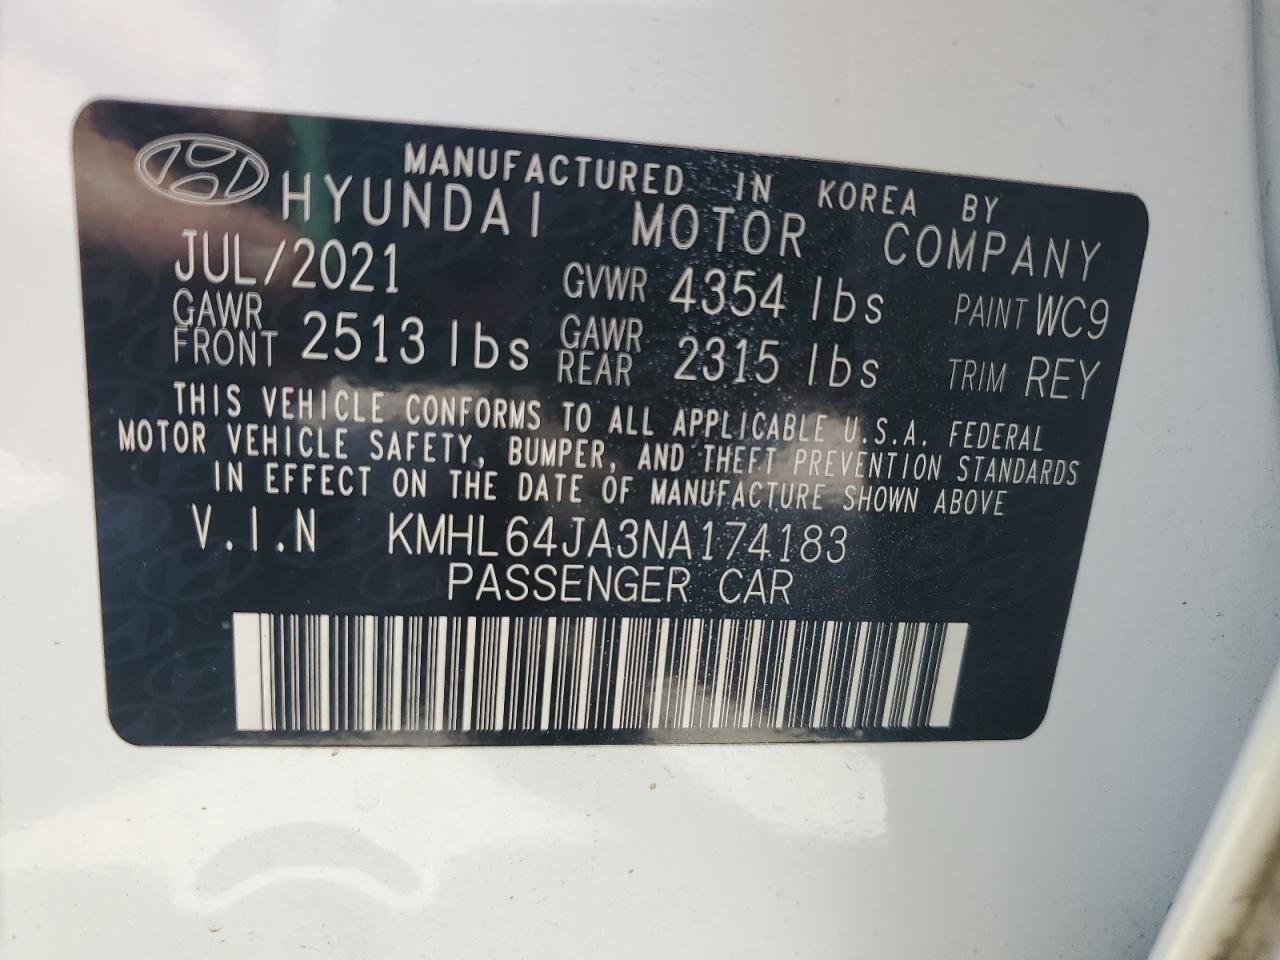 MANUFACTURED IN KOREA BY
HYUNDAI MOTOR COMPANY
JUL/2021 GVWR 4354 lbs PAINT WC9
GAWR FRONT 2513 lbs GAWR REAR 2315 lbs TRIM REY
THIS VEHICLE CONFORMS TO ALL APPLICABLE U.S.A. FEDERAL
MOTOR VEHICLE SAFETY, BUMPER, AND THEFT PREVENTION STANDARDS
IN EFFECT ON THE DATE OF MANUFACTURE SHOWN ABOVE
V.I.N KMHL64JA3NA174183
PASSENGER CAR